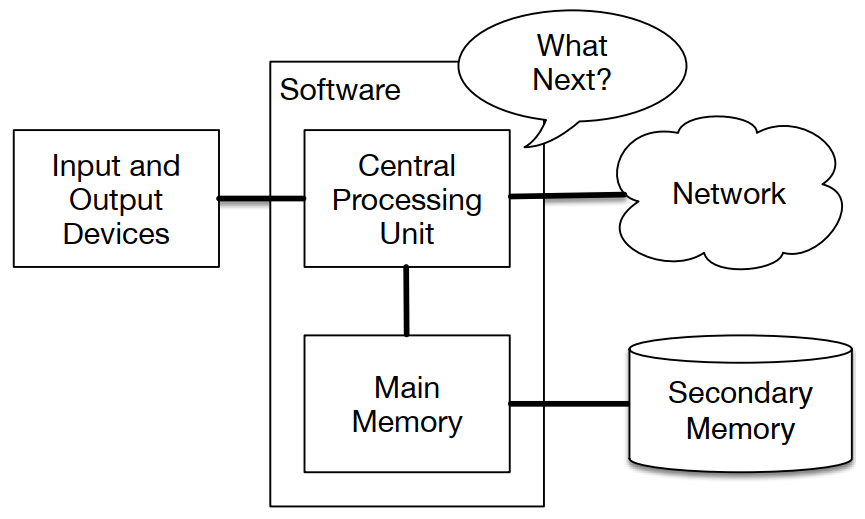 What
Next?
Software
Input and
Output
Devices
Central
Processing
Unit
Network
Main
Memory
Secondary
Memory